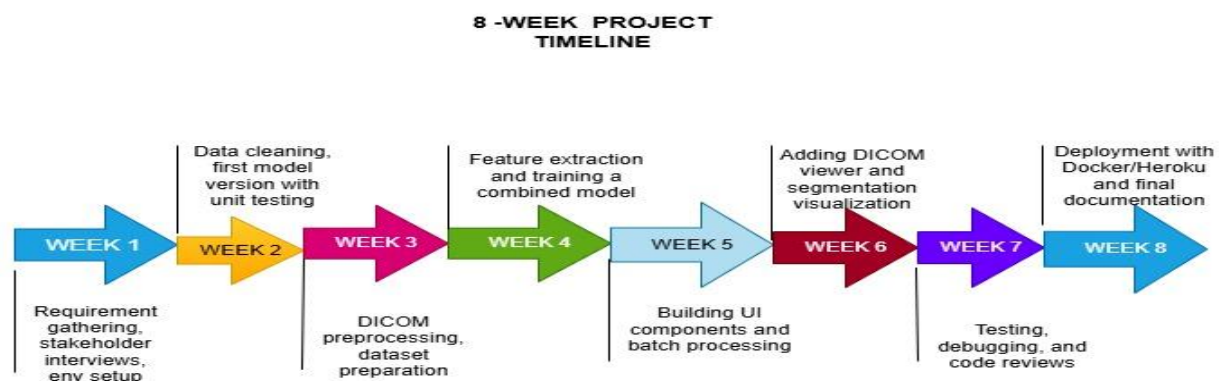 8 -WEEK PROJECT
TIMELINE
Data cleaning,
first model
version with
unit testing
Feature extraction
and training a
combined model
Adding DICOM
viewer and
segmentation
visualization
Deployment with
Docker/Heroku
and final
documentation
WEEK 1
WEEK 2
WEEK 3
WEEK 4
WEEK 5
WEEK 6
WEEK 7
WEEK 8
Requirement
gathering,
stakeholder
interviews,
env setup
DICOM
preprocessing,
dataset
preparation
Building UI
components and
batch processing
Testing,
debugging, and
code reviews